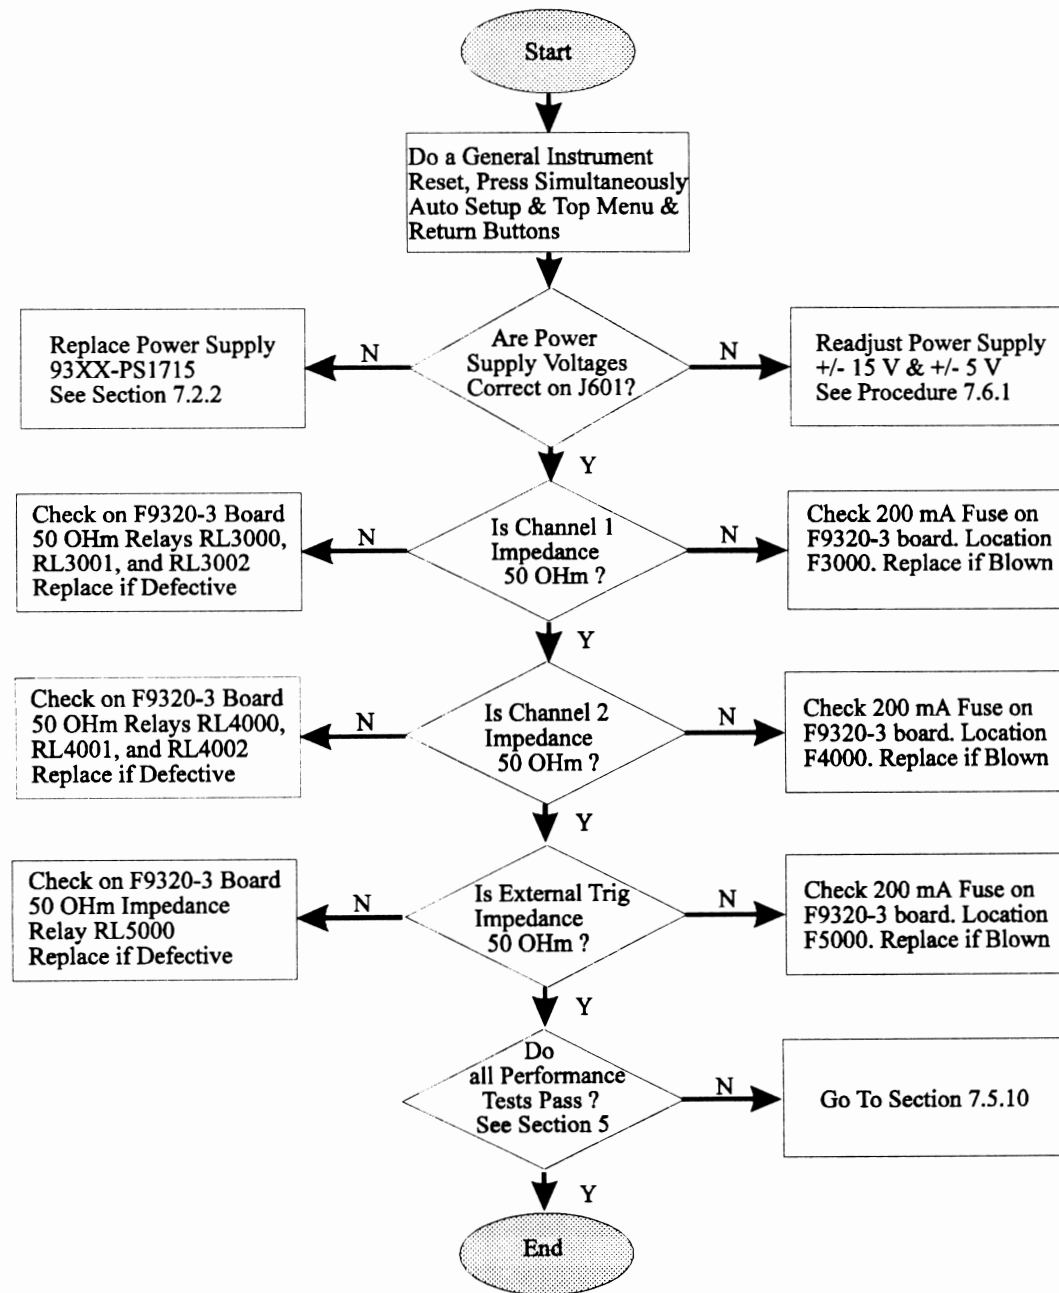 Start
Do a General Instrument
Reset, Press Simultaneously
Auto Setup & Top Menu &
Return Buttons
Replace Power Supply
93XX-PS1715
See Section 7.2.2
N
Are Power
Supply Voltages
Correct on J601?
N
Readjust Power Supply
+/- 15 V & +/- 5 V
See Procedure 7.6.1
Y
Check on F9320-3 Board
50 OHm Relays RL3000,
RL3001, and RL3002
Replace if Defective
N
Is Channel 1
Impedance
50 OHm ?
N
Check 200 mA Fuse on
F9320-3 board. Location
F3000. Replace if Blown
Y
Check on F9320-3 Board
50 OHm Relays RL4000,
RL4001, and RL4002
Replace if Defective
N
Is Channel 2
Impedance
50 OHm ?
N
Check 200 mA Fuse on
F9320-3 board. Location
F4000. Replace if Blown
Y
Check on F9320-3 Board
50 OHm Impedance
Relay RL5000
Replace if Defective
N
Is External Trig
Impedance
50 OHm ?
N
Check 200 mA Fuse on
F9320-3 board. Location
F5000. Replace if Blown
Y
Do
all Performance
Tests Pass ?
See Section 5
N
Go To Section 7.5.10
Y
End